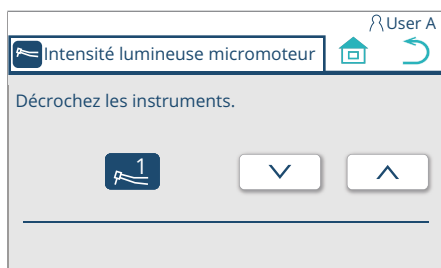 User A
Intensité lumineuse micromoteur
Décrochez les instruments.
1